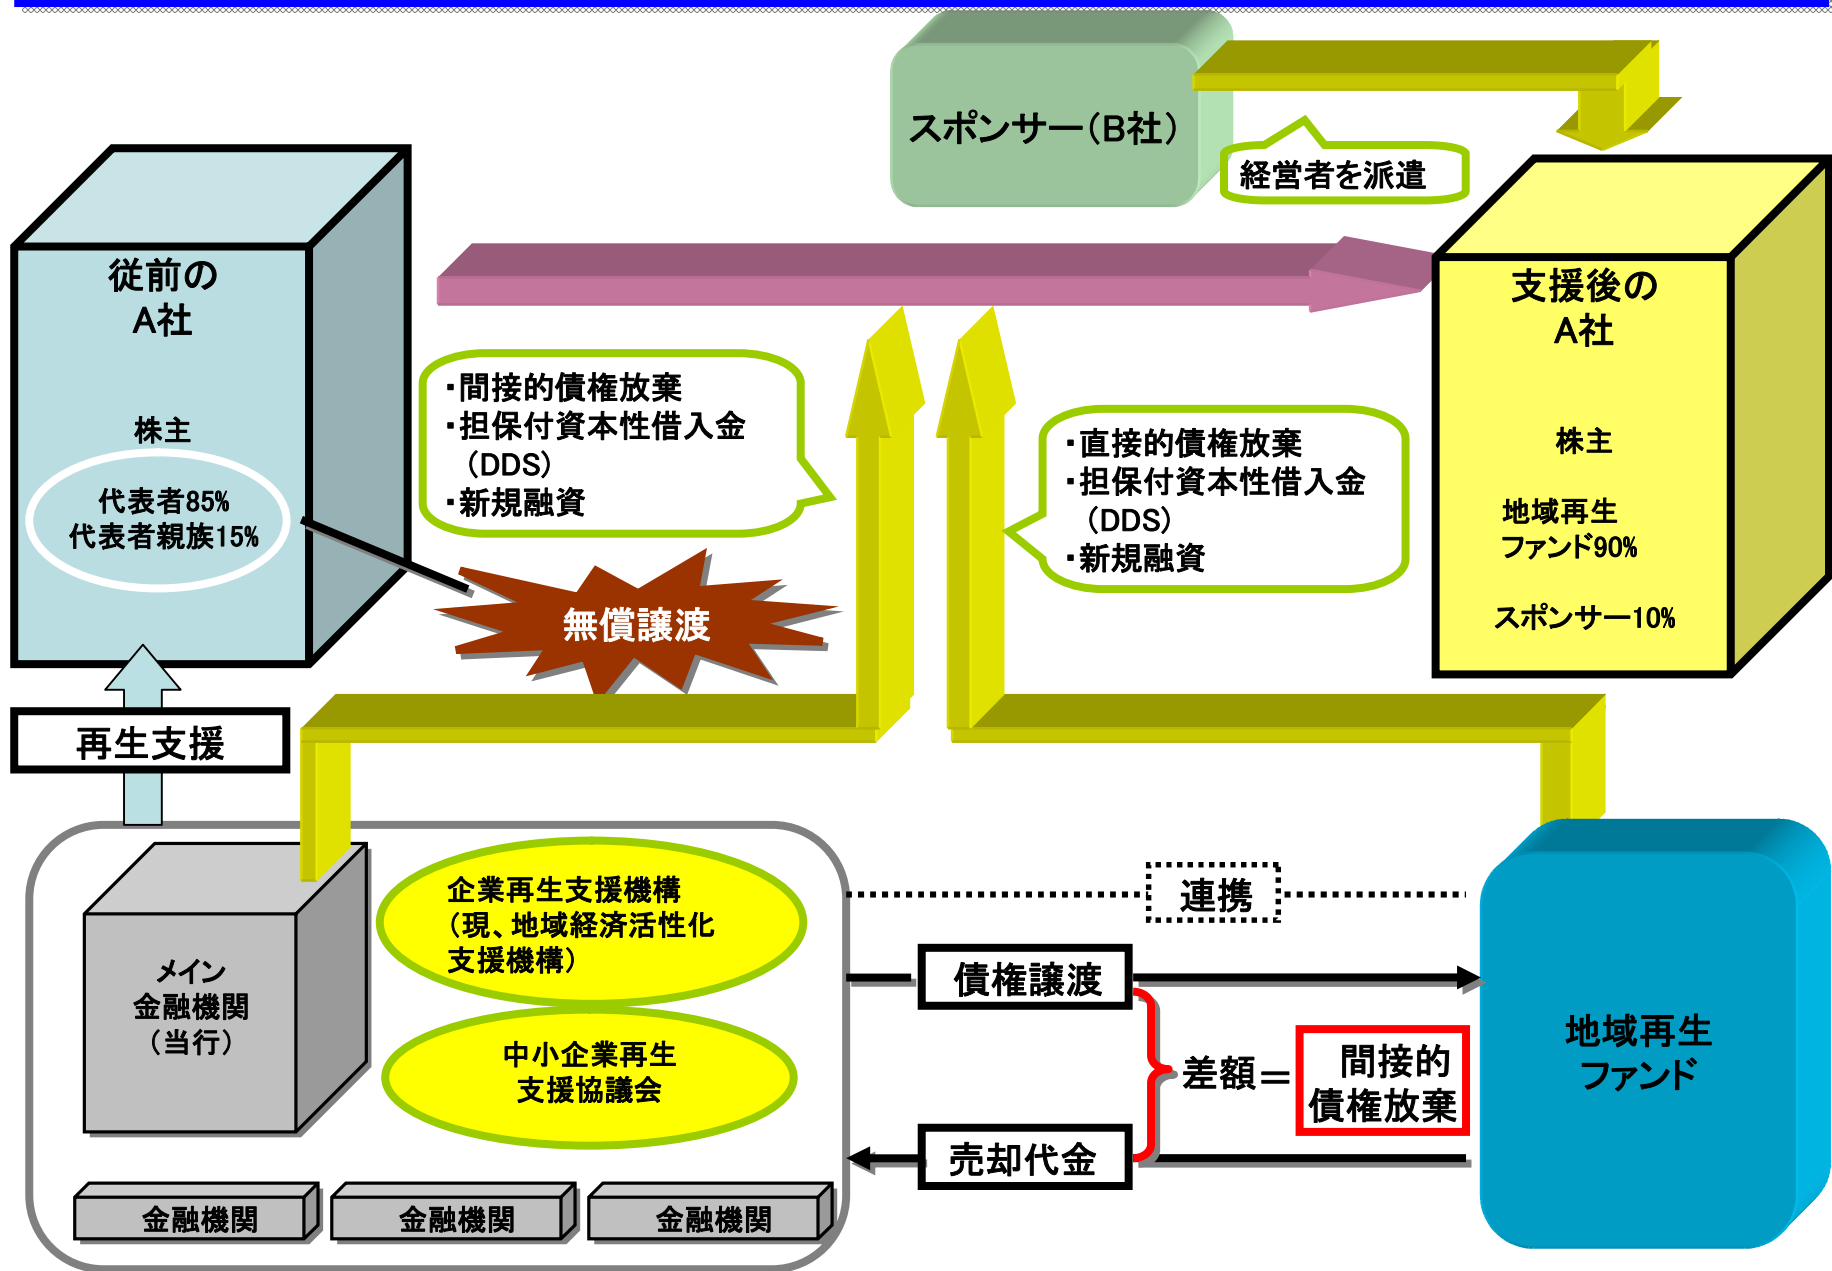 スポンサー（B社）
経営者を派遣
従前の
A社
株主
代表者85%
代表者親族15%
・間接的債権放棄
・担保付資本性借入金
（DDS）
・新規融資
・直接的債権放棄
・担保付資本性借入金
（DDS）
・新規融資
支援後の
A社
株主
地域再生
ファンド90%
スポンサー10%
無償譲渡
再生支援
メイン
金融機関
（当行）
企業再生支援機構
（現、地域経済活性化
支援機構）
中小企業再生
支援協議会
金融機関
金融機関
金融機関
連携
債権譲渡
差額＝
間接的
債権放棄
売却代金
地域再生
ファンド